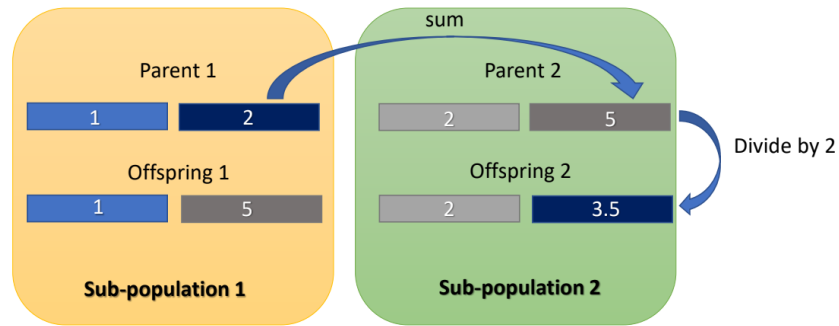 sum
Parent 1
Parent 2
1 2 2 5
Divide by 2
Offspring 1
Offspring 2
1 5 2 3.5
Sub-population 1
Sub-population 2